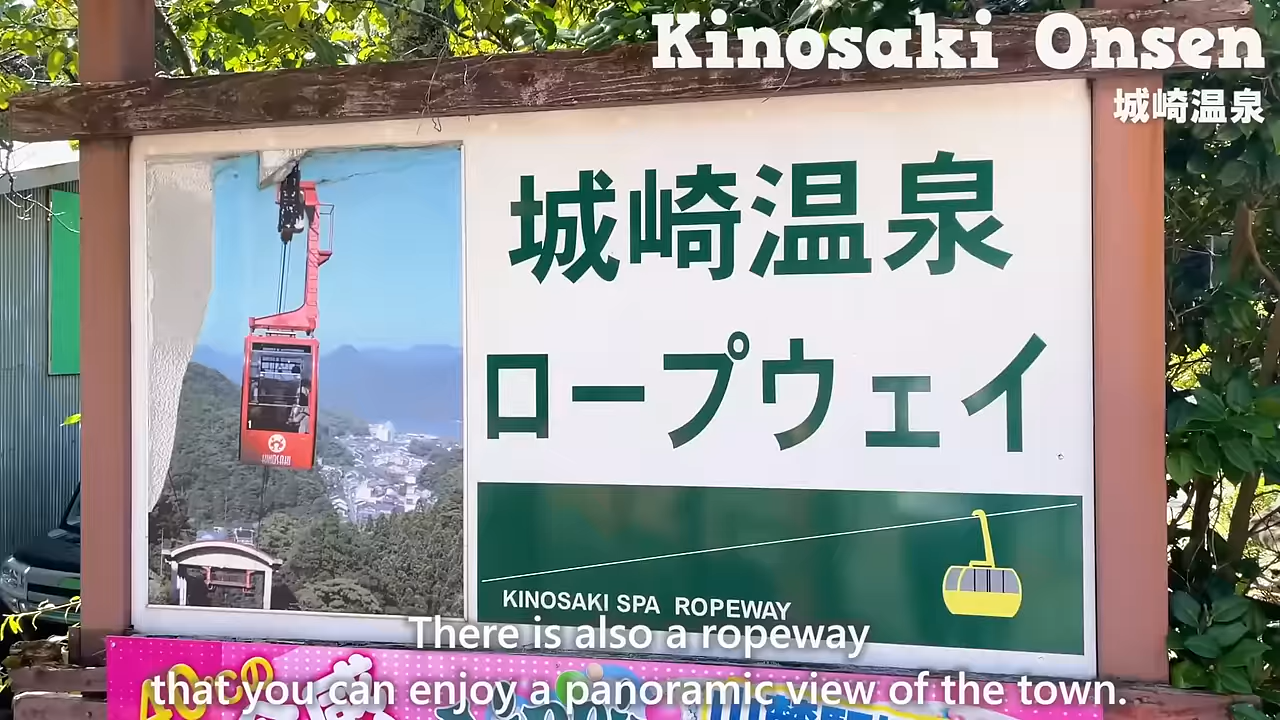 Kinosaki Onsen
城崎温泉
城崎温泉
ロープウェイ
KINOSAKI SPA ROPEWAY
There is also a ropeway
that you can enjoy a panoramic view of the town.